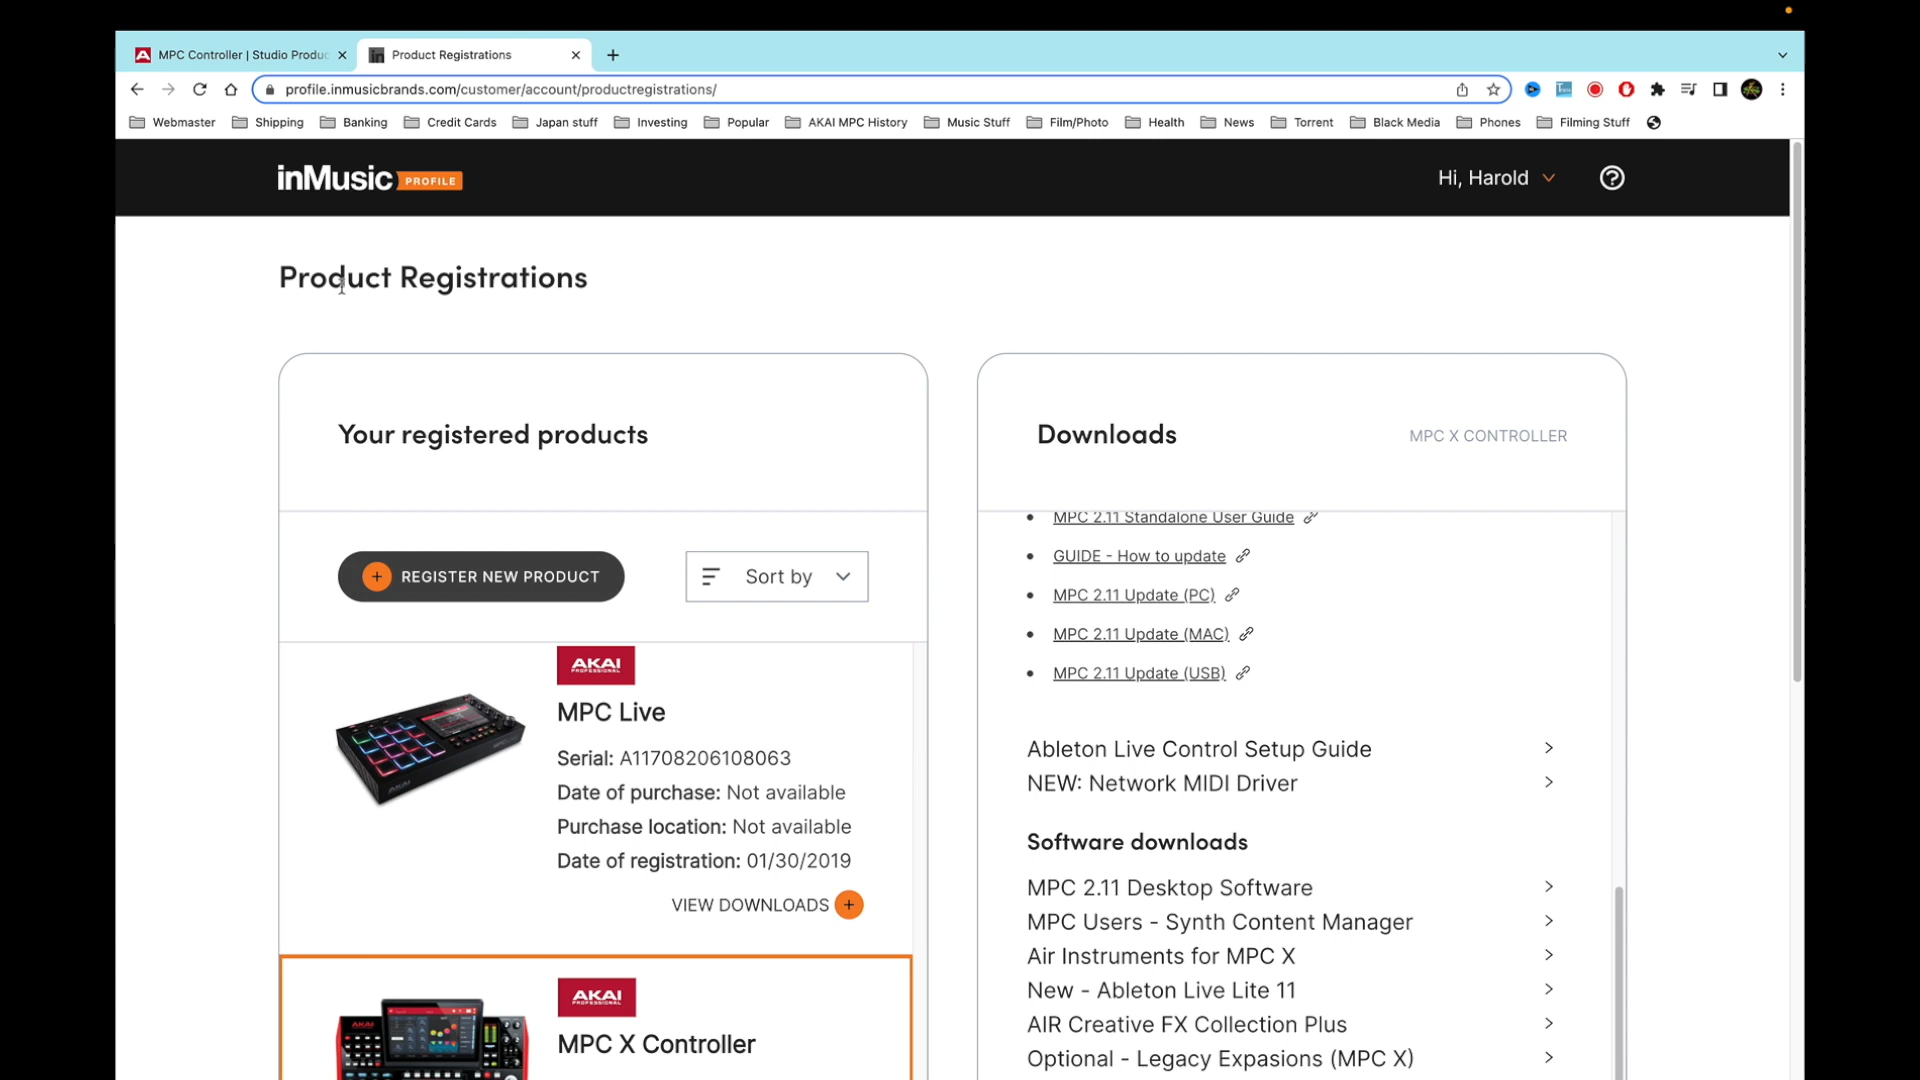 MPC Controller | Studio Produc
Product Registrations
profile.inmusicbrands.com/customer/account/productregistrations/
Webmaster
Shipping
Banking
Credit Cards
Japan stuff
Investing
Popular
AKAI MPC History
Music Stuff
Film/Photo
Health
News
Torrent
Black Media
Phones
Filming Stuff
inMusic PROFILE
Hi, Harold
Product Registrations
Your registered products
REGISTER NEW PRODUCT
Sort by
AKAI
PROFESSIONAL
MPC Live
Serial: A11708206108063
Date of purchase: Not available
Purchase location: Not available
Date of registration: 01/30/2019
VIEW DOWNLOADS
AKAI
PROFESSIONAL
MPC X Controller
Downloads
MPC X CONTROLLER
MPC 2.11 Standalone User Guide
GUIDE - How to update
MPC 2.11 Update (PC)
MPC 2.11 Update (MAC)
MPC 2.11 Update (USB)
Ableton Live Control Setup Guide
NEW: Network MIDI Driver
Software downloads
MPC 2.11 Desktop Software
MPC Users - Synth Content Manager
Air Instruments for MPC X
New - Ableton Live Lite 11
AIR Creative FX Collection Plus
Optional - Legacy Expasions (MPC X)